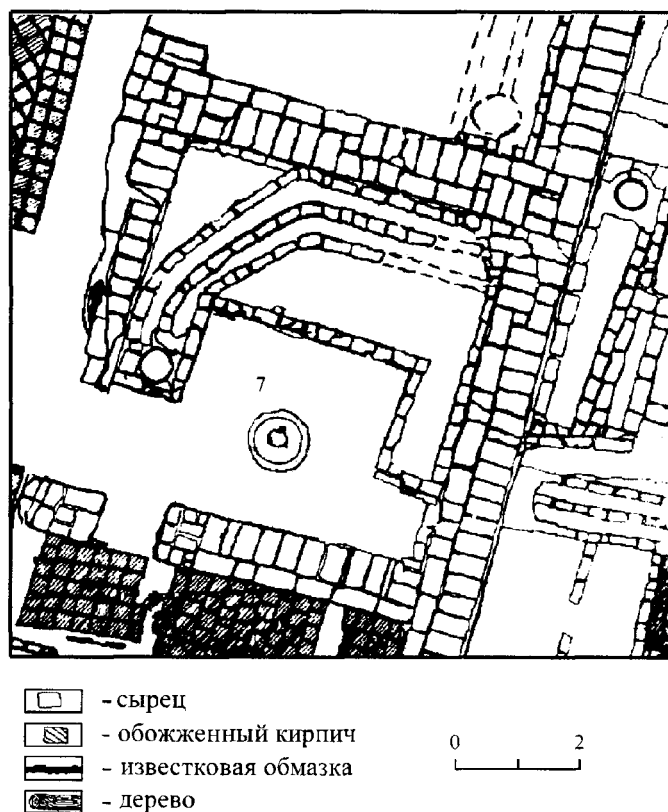 7
- сырец
- обожженный кирпич
- известковая обмазка
- дерево
0 2